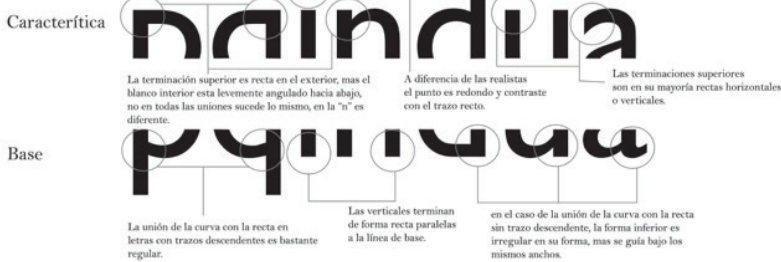 Caracterítica
pqindua
La terminación superior es recta en el exterior, mas el
blanco interior esta levemente angulado hacia abajo,
no en todas las uniones sucede lo mismo, en la "n" es
diferente.
A diferencia de las realistas
el punto es redondo y contraste
con el trazo recto.
Las terminaciones superiores
son en su mayoría rectas horizontales
o verticales.
Base
pqindua
La unión de la curva con la recta en
letras con trazos descendentes es bastante
regular.
Las verticales terminan
de forma recta paralelas
a la línea de base.
en el caso de la unión de la curva con la recta
sin trazo descendente, la forma inferior es
irregular en su forma, mas se guía bajo los
mismos anchos.